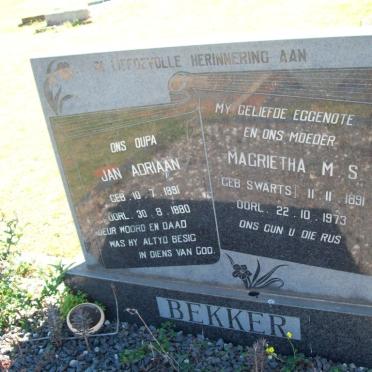 IN LIEFDEVOLLE HERINNERING AAN
ONS OUPA
JAN ADRIAAN
GEB. 10. 7. 1891
OORL. 30. 9. 1880
DEUR WOORD EN DAAD
WAS HY ALTYD BESIG
IN DIENS VAN GOD.
MY GELIEFDE EGGENOTE
EN ONS MOEDER
MAGRIETHA M. S.
(GEB SWARTS) 11. 11. 1891
OORL. 22. 10. 1973
ONS GUN U DIE RUS
BEKKER